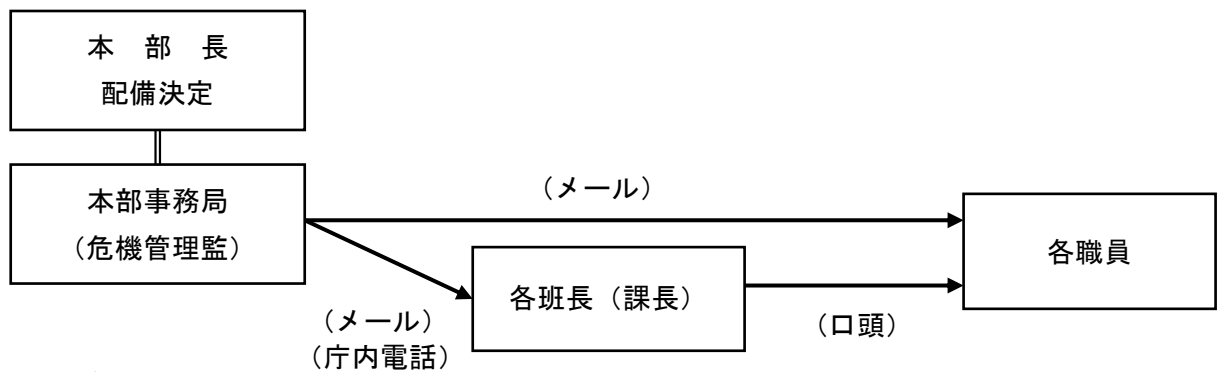 本　部　長
配備決定
本部事務局
（危機管理監）
（メール）
各職員
各班長（課長）
（メール）
（庁内電話）
（口頭）